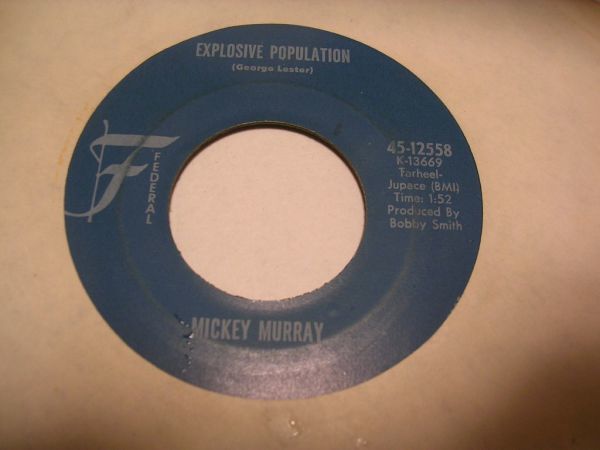 EXPLOSIVE POPULATION
(George Lester)
F
FEDERAL
45-12558
K-13669
Tarheel-
Jupace (BMI)
Time: 1:52
Produced By
Bobby Smith
MICKEY MURRAY